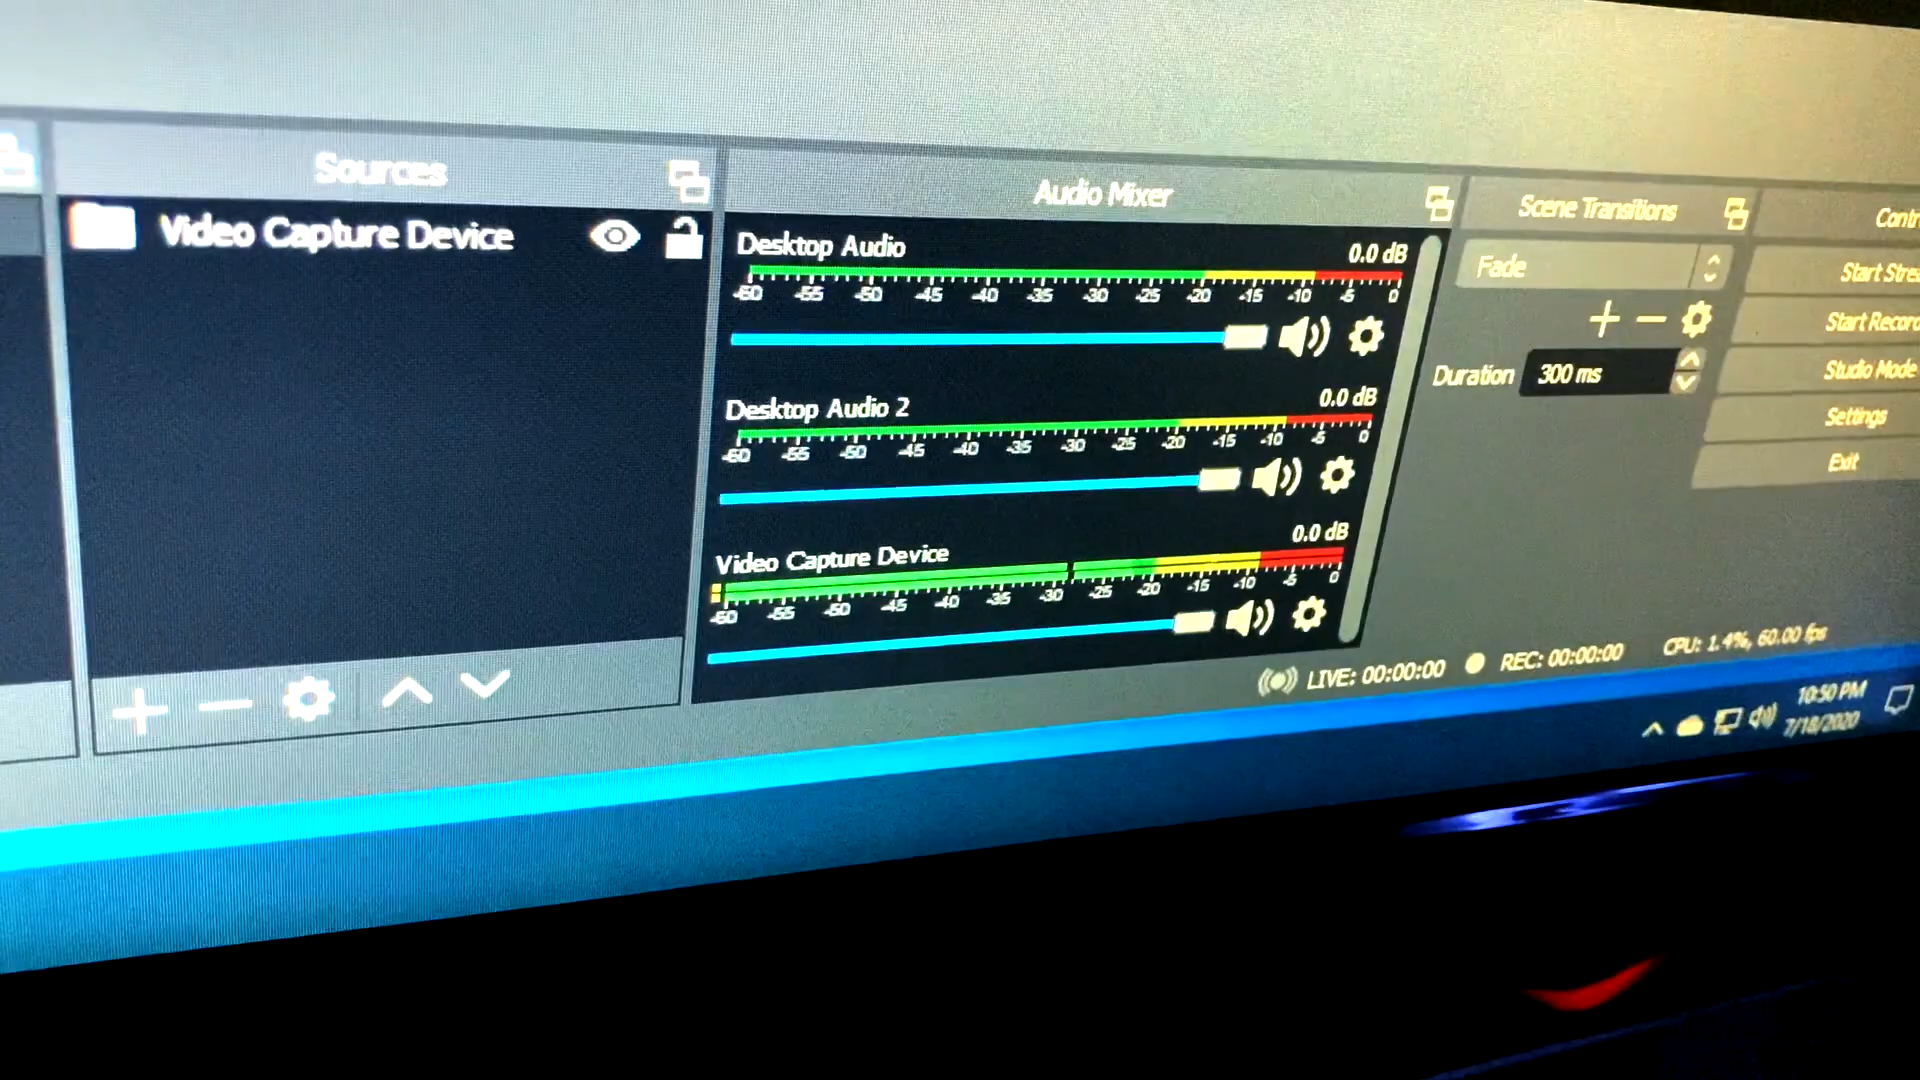 Sources
Video Capture Device
Audio Mixer
Desktop Audio
0.0 dB
-60 -55 -50 -45 -40 -35 -30 -25 -20 -15 -10 -5 0
Desktop Audio 2
0.0 dB
-60 -55 -50 -45 -40 -35 -30 -25 -20 -15 -10 -5 0
Video Capture Device
0.0 dB
-60 -55 -50 -45 -40 -35 -30 -25 -20 -15 -10 -5 0
Scene Transitions
Fade
Duration 300 ms
Contr
Start Strea
Start Record
Studio Mode
Settings
Exit
LIVE: 00:00:00
REC: 00:00:00
CPU: 1.4%, 60.00 fps
10:50 PM
7/18/2020